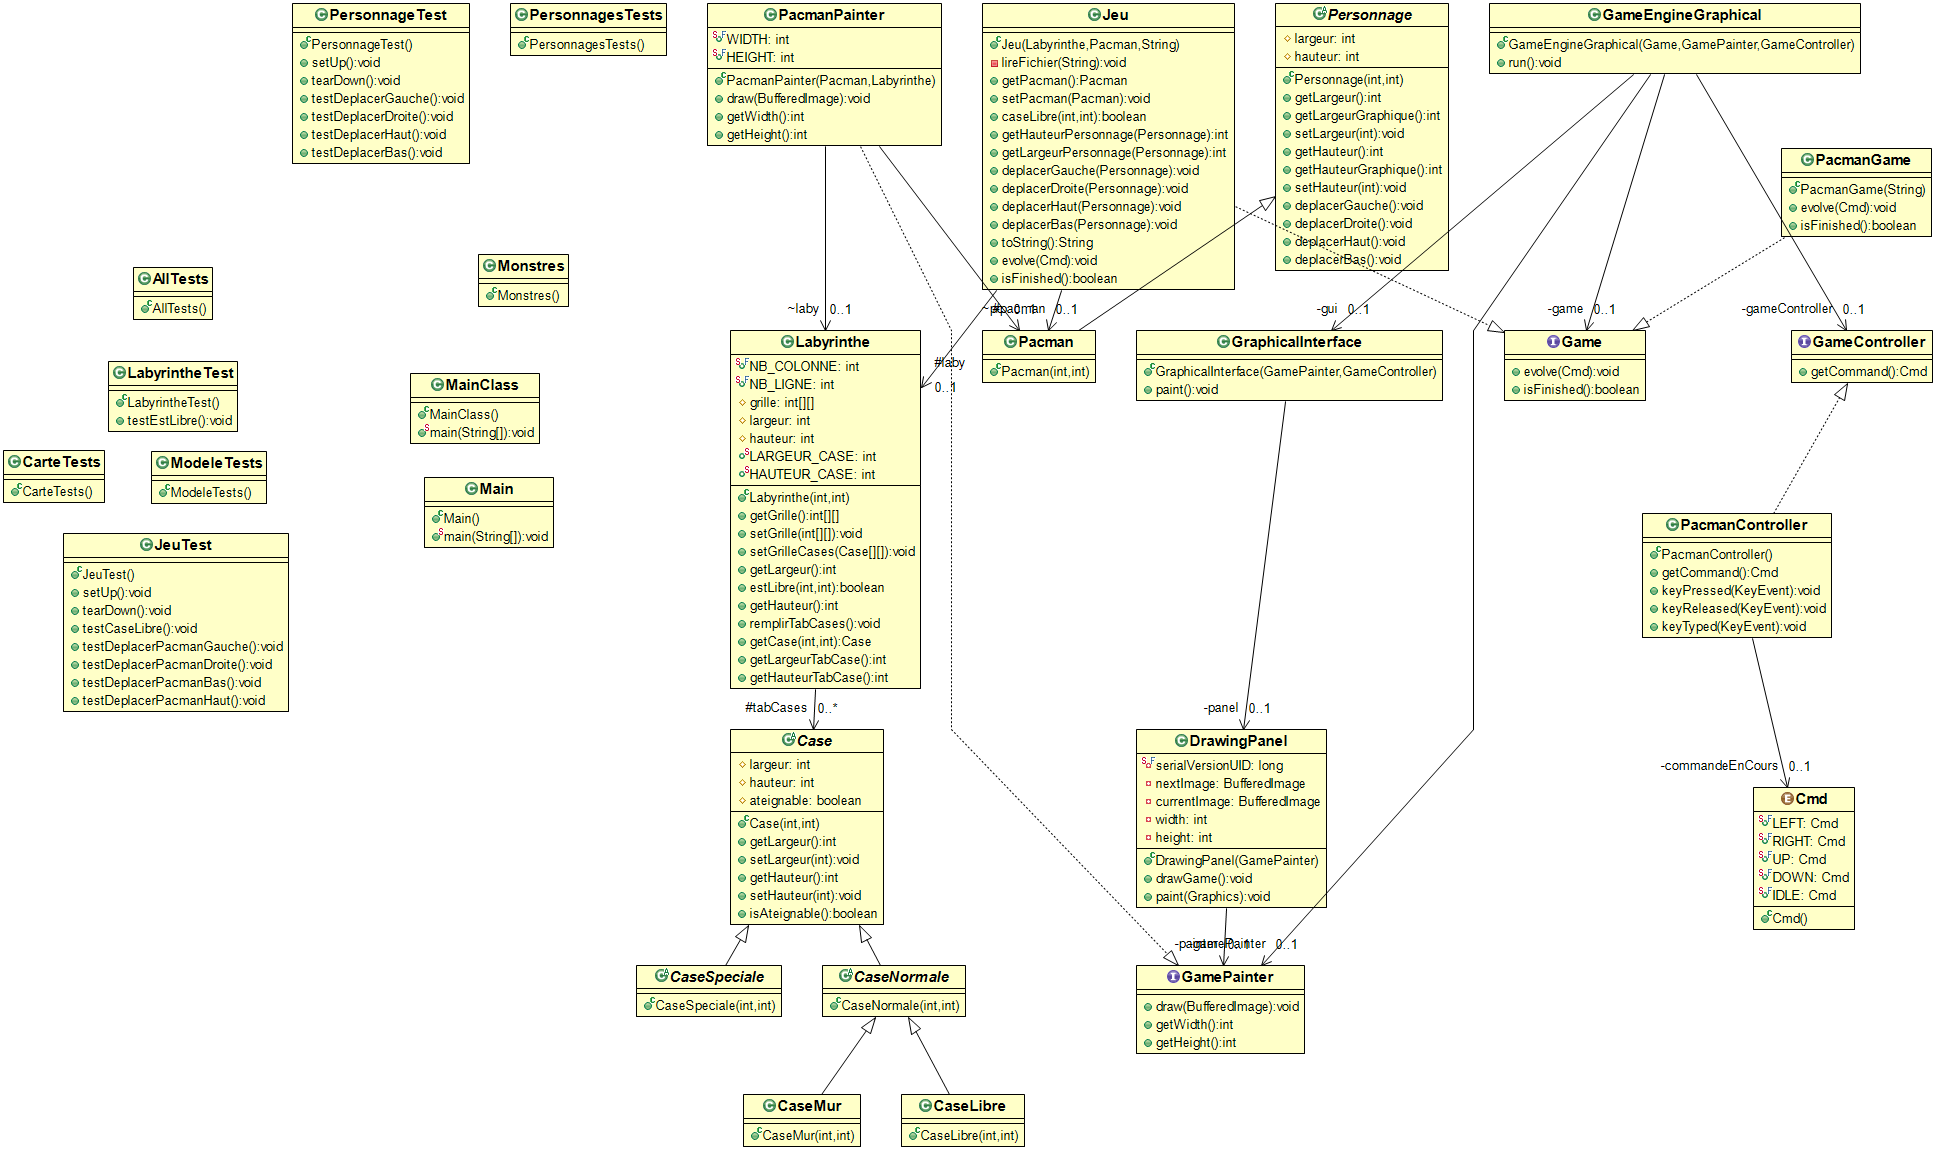 PersonnageTest
PersonnageTest()
setUp():void
tearDown():void
testDeplacerGauche():void
testDeplacerDroite():void
testDeplacerHaut():void
testDeplacerBas():void
PersonnagesTests
PersonnagesTests()
PacmanPainter
WIDTH: int
HEIGHT: int
PacmanPainter(Pacman,Labyrinthe)
draw(BufferedImage):void
getWidth():int
getHeight():int
Jeu
Jeu(Labyrinthe,Pacman,String)
lireFichier(String):void
getPacman():Pacman
setPacman(Pacman):void
caseLibre(int,int):boolean
getHauteurPersonnage(Personnage):int
getLargeurPersonnage(Personnage):int
deplacerGauche(Personnage):void
deplacerDroite(Personnage):void
deplacerHaut(Personnage):void
deplacerBas(Personnage):void
toString():String
evolve(Cmd):void
isFinished():boolean
Personnage
largeur: int
hauteur: int
Personnage(int,int)
getLargeur():int
getLargeurGraphique():int
setLargeur(int):void
getHauteur():int
getHauteurGraphique():int
setHauteur(int):void
deplacerGauche():void
deplacerDroite():void
deplacerHaut():void
deplacerBas():void
GameEngineGraphical
GameEngineGraphical(Game,GamePainter,GameController)
run():void
PacmanGame
PacmanGame(String)
evolve(Cmd):void
isFinished():boolean
AllTests
AllTests()
Monstres
Monstres()
~laby 0..1
0..1
0..1
-gui 0..1
-game 0..1
-gameController 0..1
LabyrintheTest
LabyrintheTest()
testEstLibre():void
MainClass
MainClass()
main(String[]):void
CarteTests
CarteTests()
ModeleTests
ModeleTests()
Main
Main()
main(String[]):void
JeuTest
JeuTest()
setUp():void
tearDown():void
testCaseLibre():void
testDeplacerPacmanGauche():void
testDeplacerPacmanDroite():void
testDeplacerPacmanBas():void
testDeplacerPacmanHaut():void
Labyrinthe
NB_COLONNE: int
NB_LIGNE: int
grille: int[][]
largeur: int
hauteur: int
LARGEUR_CASE: int
HAUTEUR_CASE: int
Labyrinthe(int,int)
getGrille():int[][]
setGrille(int[][]):void
setGrilleCases(Case[][]):void
getLargeur():int
estLibre(int,int):boolean
getHauteur():int
remplirTabCases():void
getCase(int,int):Case
getLargeurTabCase():int
getHauteurTabCase():int
#laby
0..1
Pacman
Pacman(int,int)
GraphicalInterface
GraphicalInterface(GamePainter,GameController)
paint():void
Game
evolve(Cmd):void
isFinished():boolean
GameController
getCommand():Cmd
PacmanController
PacmanController()
getCommand():Cmd
keyPressed(KeyEvent):void
keyReleased(KeyEvent):void
keyTyped(KeyEvent):void
#tabCases 0..*
-panel 0..1
-commandeEnCours 0..1
Case
largeur: int
hauteur: int
ateignable: boolean
Case(int,int)
getLargeur():int
setLargeur(int):void
getHauteur():int
setHauteur(int):void
isAteignable():boolean
DrawingPanel
serialVersionUID: long
nextImage: BufferedImage
currentImage: BufferedImage
width: int
height: int
DrawingPanel(GamePainter)
drawGame():void
paint(Graphics):void
Cmd
LEFT: Cmd
RIGHT: Cmd
UP: Cmd
DOWN: Cmd
IDLE: Cmd
Cmd()
0..1
CaseSpeciale
CaseSpeciale(int,int)
CaseNormale
CaseNormale(int,int)
GamePainter
draw(BufferedImage):void
getWidth():int
getHeight():int
CaseMur
CaseMur(int,int)
CaseLibre
CaseLibre(int,int)